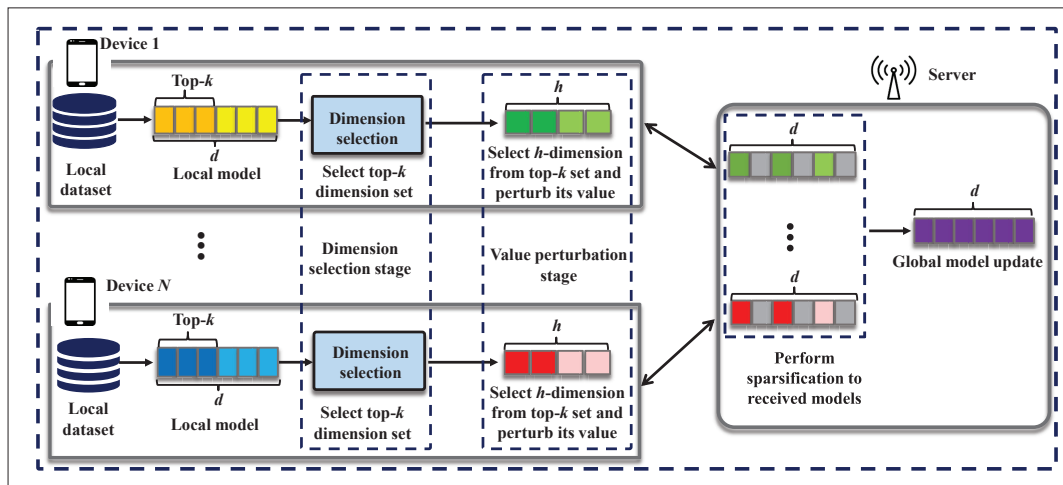 Device 1
Top-k
d
Local
dataset
Local model
Dimension
selection
Select top-k
dimension set
h
Select h-dimension
from top-k set and
perturb its value
Dimension
selection stage
Value perturbation
stage
Device N
Top-k
d
Local
dataset
Local model
Dimension
selection
Select top-k
dimension set
h
Select h-dimension
from top-k set and
perturb its value
Server
d
d
Perform
sparsification to
received models
d
Global model update